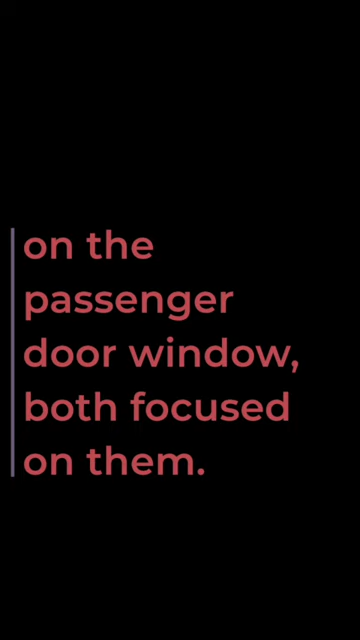 on the
passenger
door window,
both focused
on them.